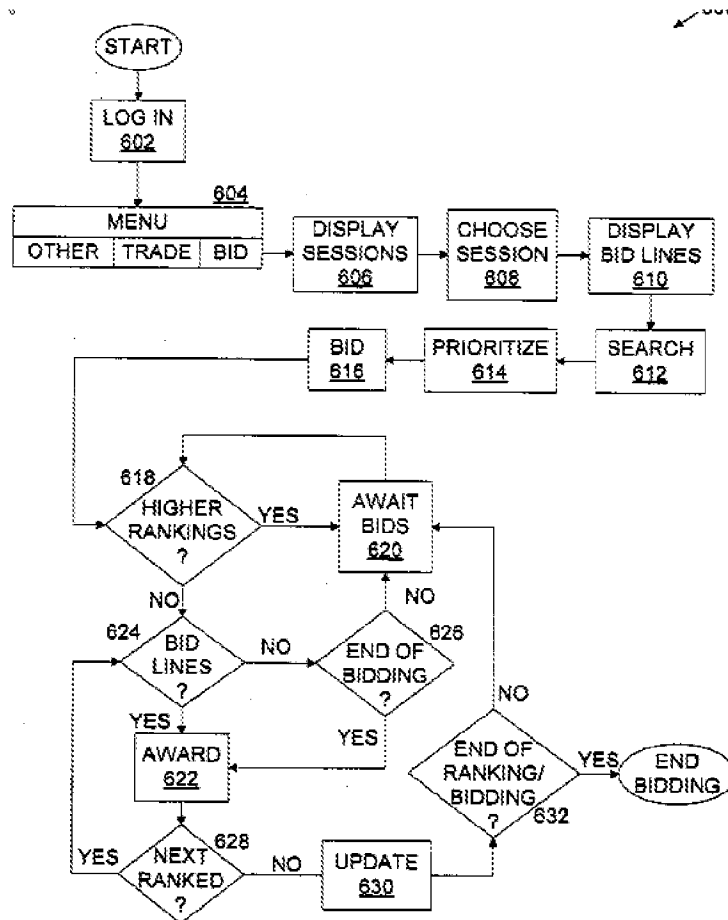 START
LOG IN
602
604
MENU
OTHER TRADE BID
DISPLAY
SESSIONS
606
CHOOSE
SESSION
608
DISPLAY
BID LINES
610
SEARCH
612
PRIORITIZE
614
BID
616
618
HIGHER
RANKINGS
?
YES
AWAIT
BIDS
620
NO
624
BID
LINES
?
NO
END OF
BIDDING
?
626
NO
YES
YES
AWARD
622
NEXT
RANKED
?
628
YES
NO
UPDATE
630
END OF
RANKING/
BIDDING
?
632
NO
YES
END
BIDDING